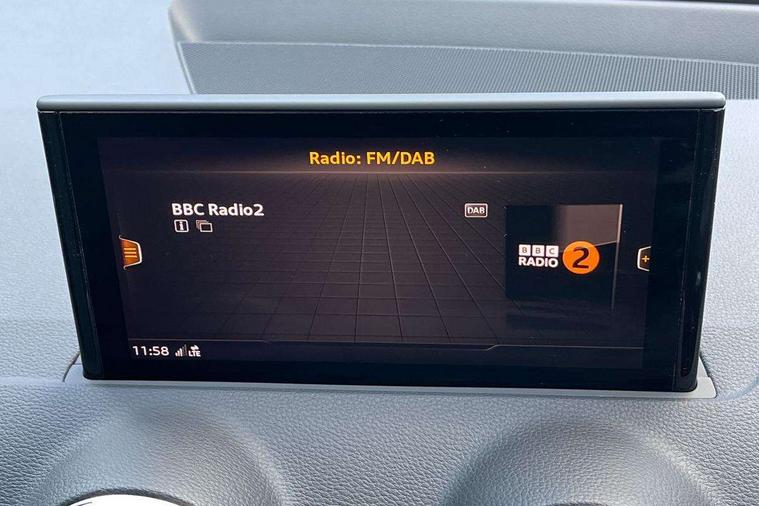 Radio: FM/DAB
BBC Radio2
DAB
BBC
RADIO 2
11:58 LTE